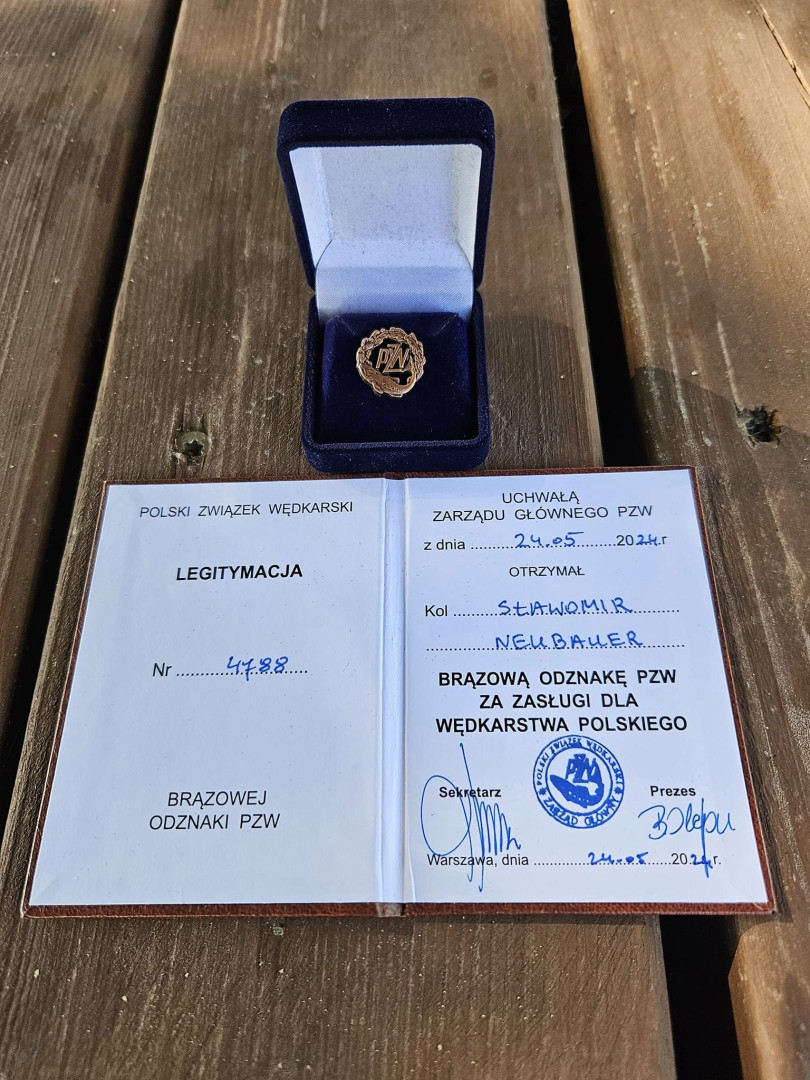 PZW
POLSKI ZWIĄZEK WĘDKARSKI
LEGITYMACJA
Nr ..........4788..........
BRĄZOWEJ
ODZNAKI PZW
UCHWAŁĄ
ZARZĄDU GŁÓWNEGO PZW
z dnia ..........24.05..........2024.r
OTRZYMAŁ
Kol ..........SŁAWOMIR..........
..........NEUBAUER..........
BRĄZOWĄ ODZNAKĘ PZW
ZA ZASŁUGI DLA
WĘDKARSTWA POLSKIEGO
Sekretarz
Prezes
POLSKI ZWIĄZEK WĘDKARSKI
PZW
ZARZĄD GŁÓWNY
Warszawa, dnia ..........24.05......2024r.